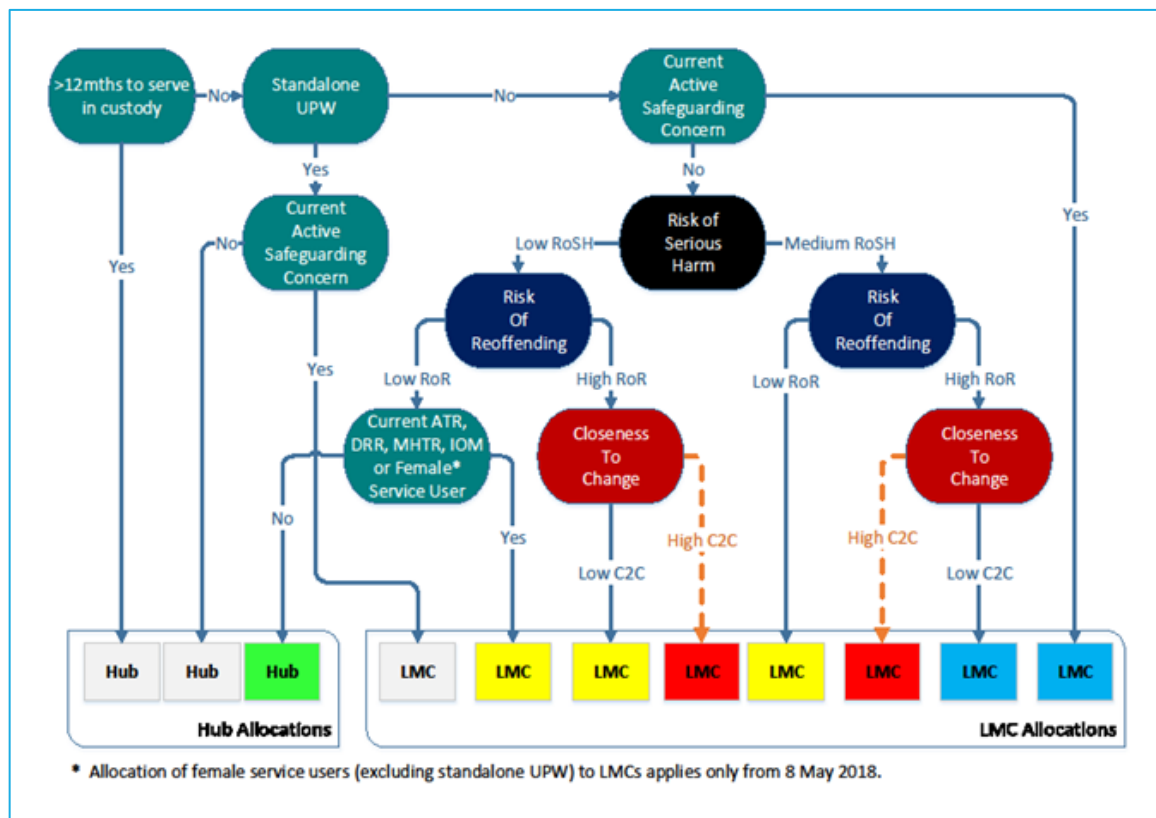 >12mths to serve
in custody
No
Standalone
UPW
No
Current
Active
Safeguarding
Concern
Yes
No
Current
Active
Safeguarding
Concern
No
Risk of
Serious
Harm
Yes
Yes
Low RoSH
Medium RoSH
Risk
Of
Reoffending
Risk
Of
Reoffending
Yes
Low RoR
High RoR
Low RoR
High RoR
Current ATR,
DRR, MHTR, IOM
or Female*
Service User
Closeness
To
Change
Closeness
To
Change
No
Yes
Low C2C
High C2C
High C2C
Low C2C
Hub
Hub
Hub
LMC
LMC
LMC
LMC
LMC
LMC
LMC
LMC
Hub Allocations
LMC Allocations
* Allocation of female service users (excluding standalone UPW) to LMCs applies only from 8 May 2018.